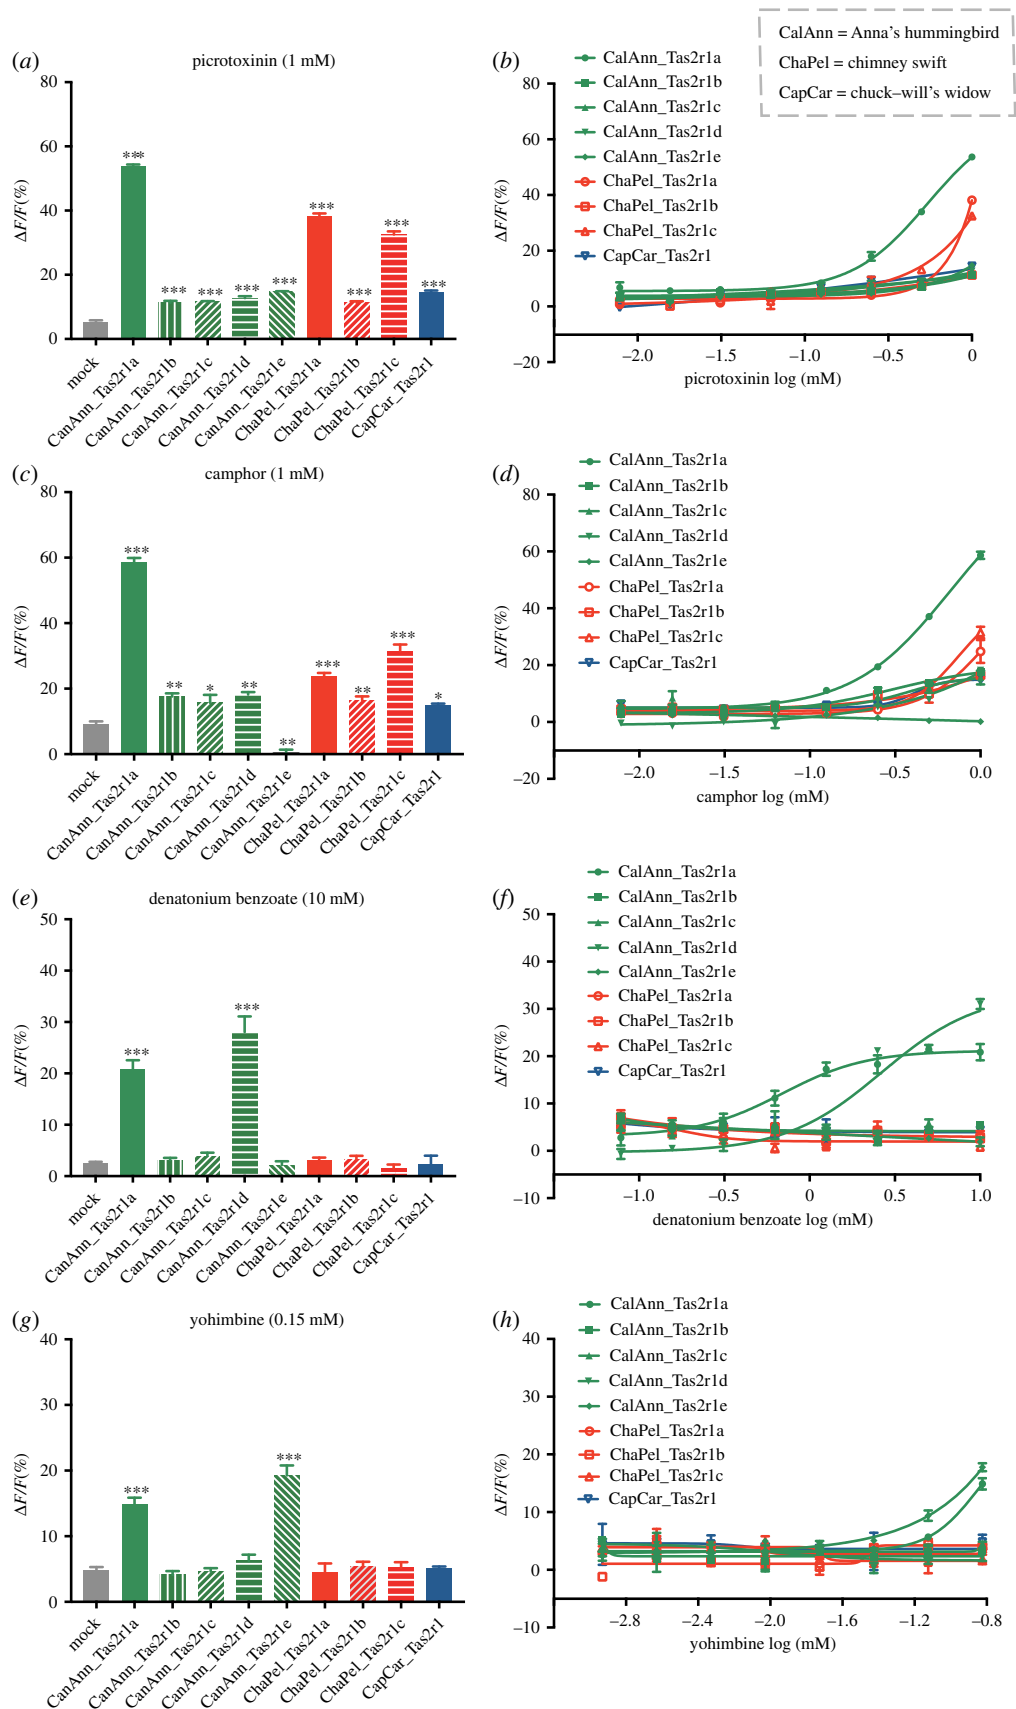 CalAnn = Anna's hummingbird
ChaPel = chimney swift
CapCar = chuck–will's widow
(a) picrotoxinin (1 mM)
ΔF/F(%)
80
60
40
20
0
*** *** *** *** *** *** *** *** ***
mock
CanAnn_Tas2r1a
CanAnn_Tas2r1b
CanAnn_Tas2r1c
CanAnn_Tas2r1d
CanAnn_Tas2r1e
ChaPel_Tas2r1a
ChaPel_Tas2r1b
ChaPel_Tas2r1c
CapCar_Tas2r1
(b)
CalAnn_Tas2r1a
CalAnn_Tas2r1b
CalAnn_Tas2r1c
CalAnn_Tas2r1d
CalAnn_Tas2r1e
ChaPel_Tas2r1a
ChaPel_Tas2r1b
ChaPel_Tas2r1c
CapCar_Tas2r1
ΔF/F(%)
80
60
40
20
0
–20
–2.0 –1.5 –1.0 –0.5 0
picrotoxinin log (mM)
(c) camphor (1 mM)
ΔF/F(%)
80
60
40
20
0
*** ** * ** ** *** ** *** *
mock
CanAnn_Tas2r1a
CanAnn_Tas2r1b
CanAnn_Tas2r1c
CanAnn_Tas2r1d
CanAnn_Tas2r1e
ChaPel_Tas2r1a
ChaPel_Tas2r1b
ChaPel_Tas2r1c
CapCar_Tas2r1
(d)
CalAnn_Tas2r1a
CalAnn_Tas2r1b
CalAnn_Tas2r1c
CalAnn_Tas2r1d
CalAnn_Tas2r1e
ChaPel_Tas2r1a
ChaPel_Tas2r1b
ChaPel_Tas2r1c
CapCar_Tas2r1
ΔF/F(%)
80
60
40
20
0
–20
–2.0 –1.5 –1.0 –0.5 0.0
camphor log (mM)
(e) denatonium benzoate (10 mM)
ΔF/F(%)
50
40
30
20
10
0
*** ***
mock
CanAnn_Tas2r1a
CanAnn_Tas2r1b
CanAnn_Tas2r1c
CanAnn_Tas2r1d
CanAnn_Tas2r1e
ChaPel_Tas2r1a
ChaPel_Tas2r1b
ChaPel_Tas2r1c
CapCar_Tas2r1
(f)
CalAnn_Tas2r1a
CalAnn_Tas2r1b
CalAnn_Tas2r1c
CalAnn_Tas2r1d
CalAnn_Tas2r1e
ChaPel_Tas2r1a
ChaPel_Tas2r1b
ChaPel_Tas2r1c
CapCar_Tas2r1
ΔF/F(%)
50
40
30
20
10
0
–10
–1.0 –0.5 0 0.5 1.0
denatonium benzoate log (mM)
(g) yohimbine (0.15 mM)
ΔF/F(%)
40
30
20
10
0
*** ***
mock
CanAnn_Tas2r1a
CanAnn_Tas2r1b
CanAnn_Tas2r1c
CanAnn_Tas2r1d
CanAnn_Tas2r1e
ChaPel_Tas2r1a
ChaPel_Tas2r1b
ChaPel_Tas2r1c
CapCar_Tas2r1
(h)
CalAnn_Tas2r1a
CalAnn_Tas2r1b
CalAnn_Tas2r1c
CalAnn_Tas2r1d
CalAnn_Tas2r1e
ChaPel_Tas2r1a
ChaPel_Tas2r1b
ChaPel_Tas2r1c
CapCar_Tas2r1
ΔF/F(%)
40
30
20
10
0
–10
–2.8 –2.4 –2.0 –1.6 –1.2 –0.8
yohimbine log (mM)